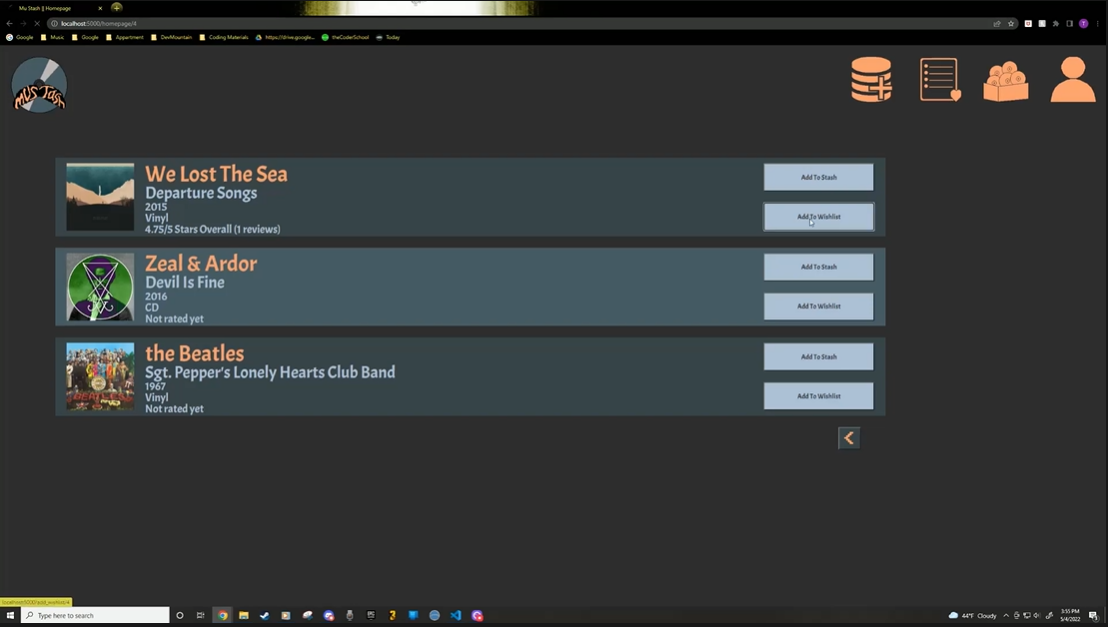 Mu Stash || Homepage
localhost:5000/homepage/4
Google Music Google Appartment DevMountain Coding Materials https://drive.google... theCoderSchool Today
MUSTASH
We Lost The Sea
Departure Songs
2015
Vinyl
4.75/5 Stars Overall (1 reviews)
Add To Stash
Add To Wishlist
Zeal & Ardor
Devil Is Fine
2016
CD
Not rated yet
Add To Stash
Add To Wishlist
the Beatles
Sgt. Pepper's Lonely Hearts Club Band
1967
Vinyl
Not rated yet
Add To Stash
Add To Wishlist
Type here to search
44°F Cloudy
3:55 PM
5/4/2022